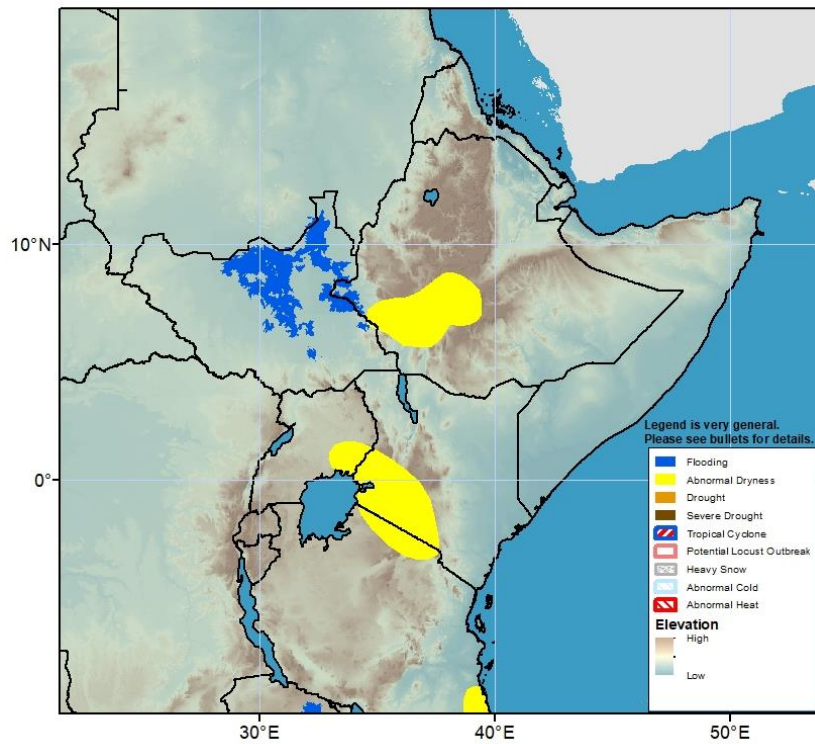 10°N
0°
Legend is very general.
Please see bullets for details.
Flooding
Abnormal Dryness
Drought
Severe Drought
Tropical Cyclone
Potential Locust Outbreak
Heavy Snow
Abnormal Cold
Abnormal Heat
Elevation
High
Low
30°E
40°E
50°E